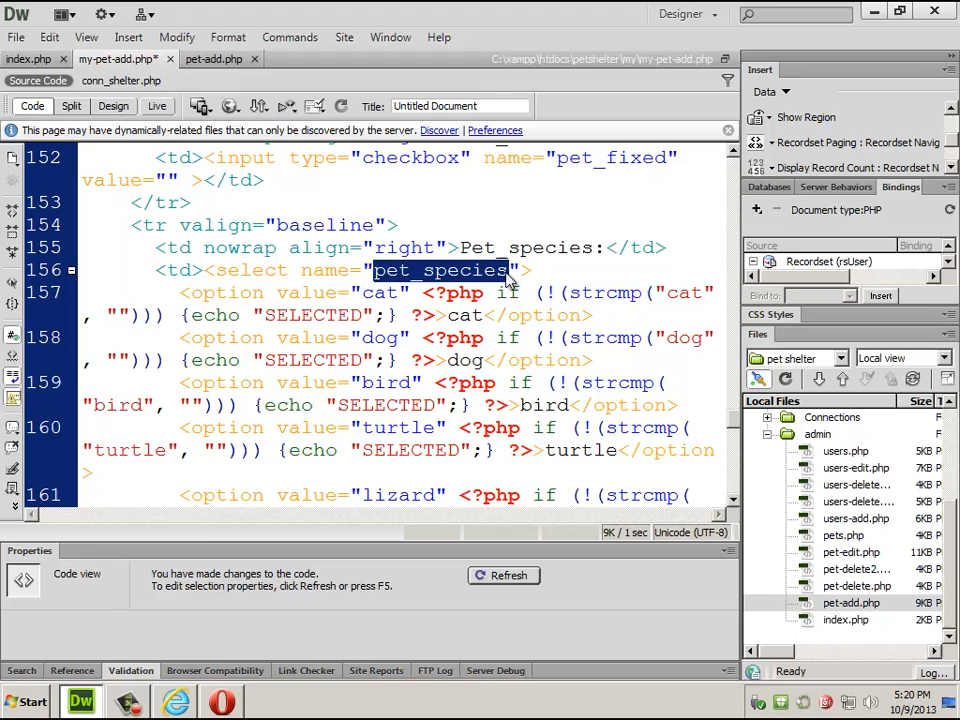 Dw
Designer
File Edit View Insert Modify Format Commands Site Window Help
index.php × my-pet-add.php* × pet-add.php ×
C:\xampp\htdocs\petshelter\my\my-pet-add.php
Source Code conn_shelter.php
Code Split Design Live Title: Untitled Document
This page may have dynamically-related files that can only be discovered by the server. Discover | Preferences
152 <td><input type="checkbox" name="pet_fixed"
value="" ></td>
153 </tr>
154 <tr valign="baseline">
155 <td nowrap align="right">Pet_species:</td>
156 <td><select name="pet_species">
157 <option value="cat" <?php if (!(strcmp("cat"
, ""))) {echo "SELECTED";} ?>>cat</option>
158 <option value="dog" <?php if (!(strcmp("dog"
, ""))) {echo "SELECTED";} ?>>dog</option>
159 <option value="bird" <?php if (!(strcmp(
"bird", ""))) {echo "SELECTED";} ?>>bird</option>
160 <option value="turtle" <?php if (!(strcmp(
"turtle", ""))) {echo "SELECTED";} ?>>turtle</option
>
161 <option value="lizard" <?php if (!(strcmp(
9K / 1 sec Unicode (UTF-8)
Properties
Code view
You have made changes to the code.
To edit selection properties, click Refresh or press F5.
Refresh
Search Reference Validation Browser Compatibility Link Checker Site Reports FTP Log Server Debug
Insert
Data
Show Region
Recordset Paging : Recordset Navig
Display Record Count : Recordset N
Databases Server Behaviors Bindings
Document type:PHP
Source Binding
Recordset (rsUser)
Bind to: Insert
CSS Styles
Files
pet shelter Local view
Local Files Size
Connections
admin
users.php 5KB P
users-edit.php 7KB P
users-delete.... 4KB P
users-delete.... 5KB P
users-add.php 6KB P
pets.php 4KB P
pet-edit.php 11KB P
pet-delete2.... 4KB P
pet-delete.php 4KB P
pet-add.php 9KB P
index.php 2KB P
Ready Log...
Start Dw
5:20 PM
10/9/2013